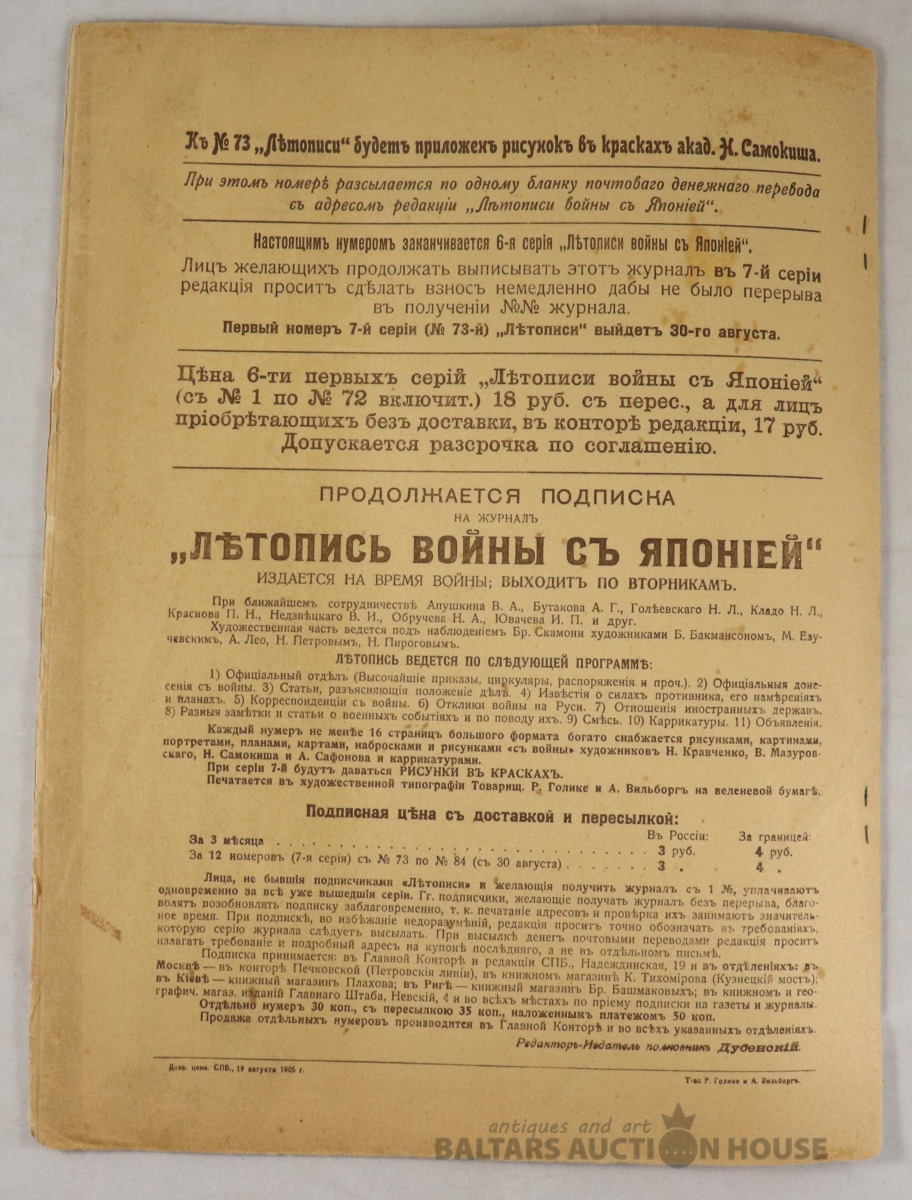 Къ № 73 „Лѣтописи" будетъ приложенъ рисунокъ въ краскахъ акад. Н. Самокиша.
При этомъ номерѣ разсылается по одному бланку почтоваго денежнаго перевода
съ адресомъ редакціи „Лѣтописи войны съ Японіей".
Настоящимъ нумеромъ заканчивается 6-я серія „Лѣтописи войны съ Японіей".
Лицъ желающихъ продолжать выписывать этотъ журналъ въ 7-й серіи
редакція проситъ сдѣлать взносъ немедленно дабы не было перерыва
въ полученіи №№ журнала.
Первый номеръ 7-й серіи (№ 73-й) „Лѣтописи" выйдетъ 30-го августа.
Цѣна 6-ти первыхъ серій „Лѣтописи войны съ Японіей"
(съ № 1 по № 72 включит.) 18 руб. съ перес., а для лицъ
пріобрѣтающихъ безъ доставки, въ конторѣ редакціи, 17 руб.
Допускается разсрочка по соглашенію.
ПРОДОЛЖАЕТСЯ ПОДПИСКА
НА ЖУРНАЛЪ
„ЛѢТОПИСЬ ВОЙНЫ СЪ ЯПОНІЕЙ"
ИЗДАЕТСЯ НА ВРЕМЯ ВОЙНЫ; ВЫХОДИТЪ ПО ВТОРНИКАМЪ.
При ближайшемъ сотрудничествѣ Апушкина В. А., Бутакова А. Г., Голѣевскаго Н. Л., Кладо Н. Л.,
Краснова П. Н., Недзвѣцкаго В. И., Обручева Н. А., Ювачева И. П. и друг.
Художественная часть ведется подъ наблюденіемъ Бр. Скамони художниками Б. Бакмансономъ, М. Езу-
чевскимъ, А. Лео, Н. Петровымъ, Н. Пироговымъ.
ЛѢТОПИСЬ ВЕДЕТСЯ ПО СЛѢДУЮЩЕЙ ПРОГРАММѢ:
1) Офиціальный отдѣлъ (Высочайшіе приказы, циркуляры, распоряженія и проч.). 2) Офиціальныя доне-
сенія съ войны. 3) Статьи, разъясняющія положеніе дѣлъ. 4) Извѣстія о силахъ противника, его намѣреніяхъ
и планахъ. 5) Корреспонденціи съ войны. 6) Отклики войны на Руси. 7) Отношенія иностранныхъ державъ.
8) Разныя замѣтки и статьи о военныхъ событіяхъ и по поводу ихъ. 9) Смѣсь. 10) Каррикатуры. 11) Объявленія.
Каждый нумеръ не менѣе 16 страницъ большого формата богато снабжается рисунками, картинами,
портретами, планами, картами, набросками и рисунками «съ войны» художниковъ Н. Кравченко, В. Мазуров-
скаго, Н. Самокиша и А. Сафонова и каррикатурами.
При серіи 7-й будутъ даваться РИСУНКИ ВЪ КРАСКАХЪ.
Печатается въ художественной типографіи Товарищ. Р. Голике и А. Вильборгъ на веленевой бумагѣ.
Подписная цѣна съ доставкой и пересылкой:
Въ Россіи: За границей:
За 3 мѣсяца . . . . . . . . . . 3 руб. 4 руб.
За 12 номеровъ (7-я серія) съ № 73 по № 84 (съ 30 августа) . . . . . . . 3 „ 4 „
Лица, не бывшія подписчиками «Лѣтописи» и желающія получить журналъ съ 1 №, уплачиваютъ
одновременно за всѣ уже вышедшія серіи. Гг. подписчики, желающіе получать журналъ безъ перерыва, благо-
волятъ возобновлять подписку заблаговременно, т. к. печатаніе адресовъ и провѣрка ихъ занимаютъ значитель-
ное время. При подпискѣ, во избѣжаніе недоразумѣній, редакція проситъ точно обозначать въ требованіяхъ,
которую серію журнала слѣдуетъ высылать. При высылкѣ денегъ почтовыми переводами редакція проситъ
излагать требованіе и подробный адресъ на купонѣ послѣдняго, а не въ отдѣльномъ письмѣ.
Подписка принимается: въ Главной Конторѣ и редакціи СПБ., Надеждинская, 19 и въ отдѣленіяхъ: въ
Москвѣ — въ конторѣ Печковской (Петровскія линіи), въ книжномъ магазинѣ К. Тихомірова (Кузнецкій мостъ),
въ Кіевѣ — книжный магазинъ Плахова; въ Ригѣ — книжный магазинъ Бр. Башмаковыхъ; въ книжномъ и гео-
графич. магаз. изданій Главнаго Штаба, Невскій, 4 и во всѣхъ мѣстахъ по пріему подписки на газеты и журналы.
Отдѣльно нумеръ 30 коп., съ пересылкою 35 коп., наложеннымъ платежомъ 50 коп.
Продажа отдѣльныхъ нумеровъ производится въ Главной Конторѣ и во всѣхъ указанныхъ отдѣленіяхъ.
Редакторъ-Издатель полковникъ Дубенскій.
Дозв. ценз. СПБ., 19 августа 1905 г.
Т-во Р. Голике и А. Вильборгъ.
antiques and art
BALTARS AUCTION HOUSE